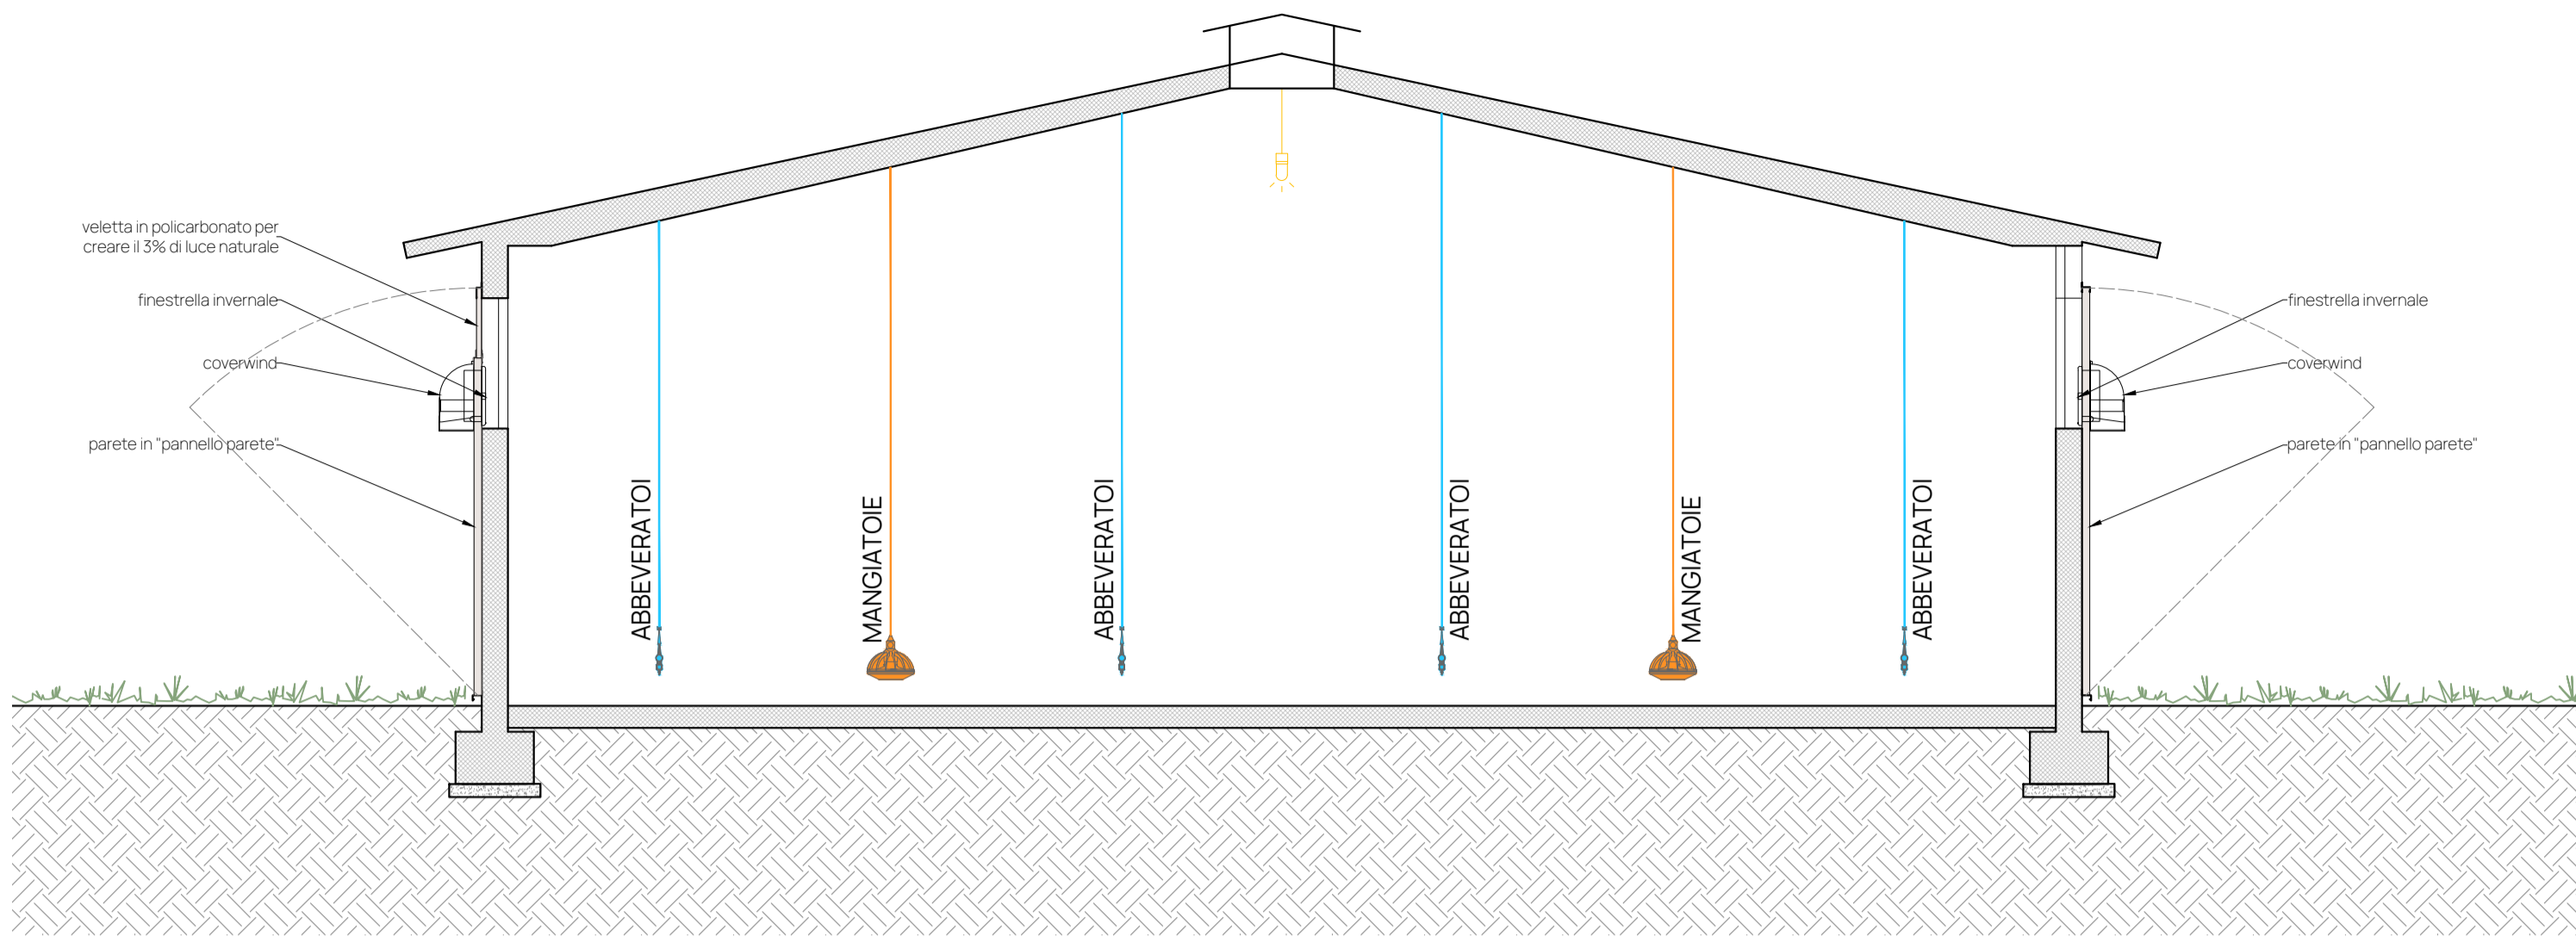 veletta in policarbonato per
creare il 3% di luce naturale
finestrella invernale
coverwind
parete in "pannello parete"
ABBEVERATOI
MANGIATOIE
ABBEVERATOI
ABBEVERATOI
MANGIATOIE
ABBEVERATOI
finestrella invernale
coverwind
parete in "pannello parete"